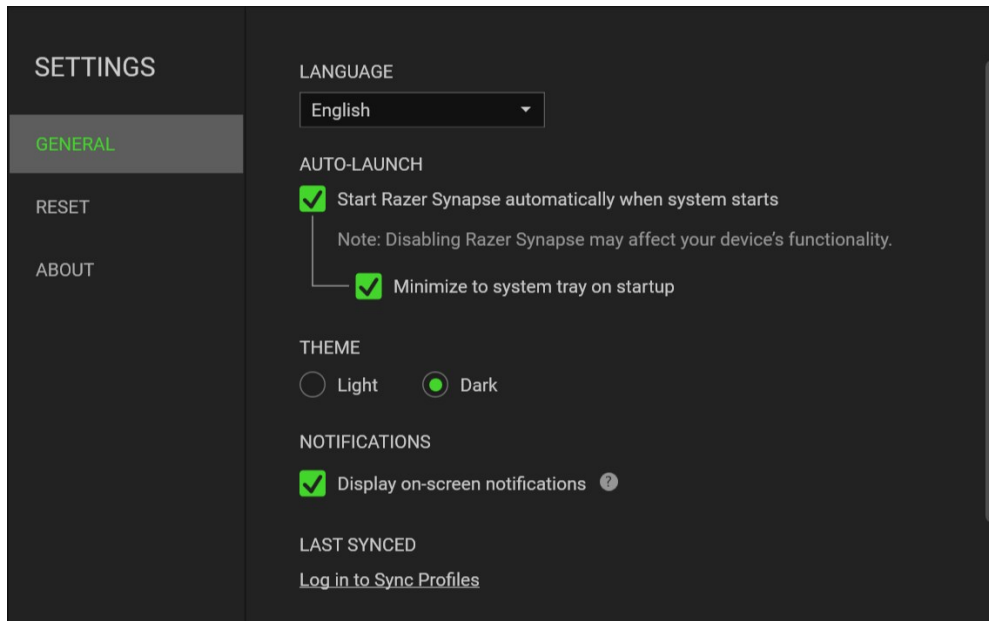 SETTINGS
GENERAL
RESET
ABOUT
LANGUAGE
English
AUTO-LAUNCH
Start Razer Synapse automatically when system starts
Note: Disabling Razer Synapse may affect your device’s functionality.
Minimize to system tray on startup
THEME
Light Dark
NOTIFICATIONS
Display on-screen notifications ?
LAST SYNCED
Log in to Sync Profiles